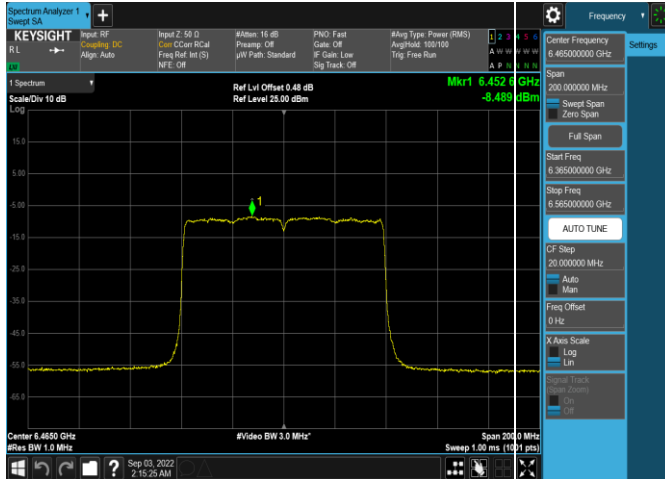 Spectrum Analyzer 1
Swept SA
+
Frequency
KEYSIGHT
Input: RF
Input Z: 50 Ω
#Atten: 16 dB
PNO: Fast
#Avg Type: Power (RMS)
1 2 3 4 5 6
RL
Coupling: DC
Corr CCorr RCal
Preamp: Off
Gate: Off
Avg|Hold: 100/100
A W W W W W
Align: Auto
Freq Ref: Int (S)
µW Path: Standard
IF Gain: Low
Trig: Free Run
NFE: Off
Sig Track: Off
A P N N N N
1 Spectrum
Scale/Div 10 dB
Log
Ref Lvl Offset 0.48 dB
Ref Level 25.00 dBm
Mkr1 6.452 6 GHz
-8.489 dBm
15.0
5.00
-5.00
1
-15.0
-25.0
-35.0
-45.0
-55.0
-65.0
Center 6.4650 GHz
#Video BW 3.0 MHz*
Span 200.0 MHz
#Res BW 1.0 MHz
Sweep 1.00 ms (1001 pts)
? Sep 03, 2022
2:15:25 AM
Settings
Center Frequency
6.465000000 GHz
Span
200.000000 MHz
Swept Span
Zero Span
Full Span
Start Freq
6.365000000 GHz
Stop Freq
6.565000000 GHz
AUTO TUNE
CF Step
20.000000 MHz
Auto
Man
Freq Offset
0 Hz
X Axis Scale
Log
Lin
Signal Track
(Span Zoom)
On
Off